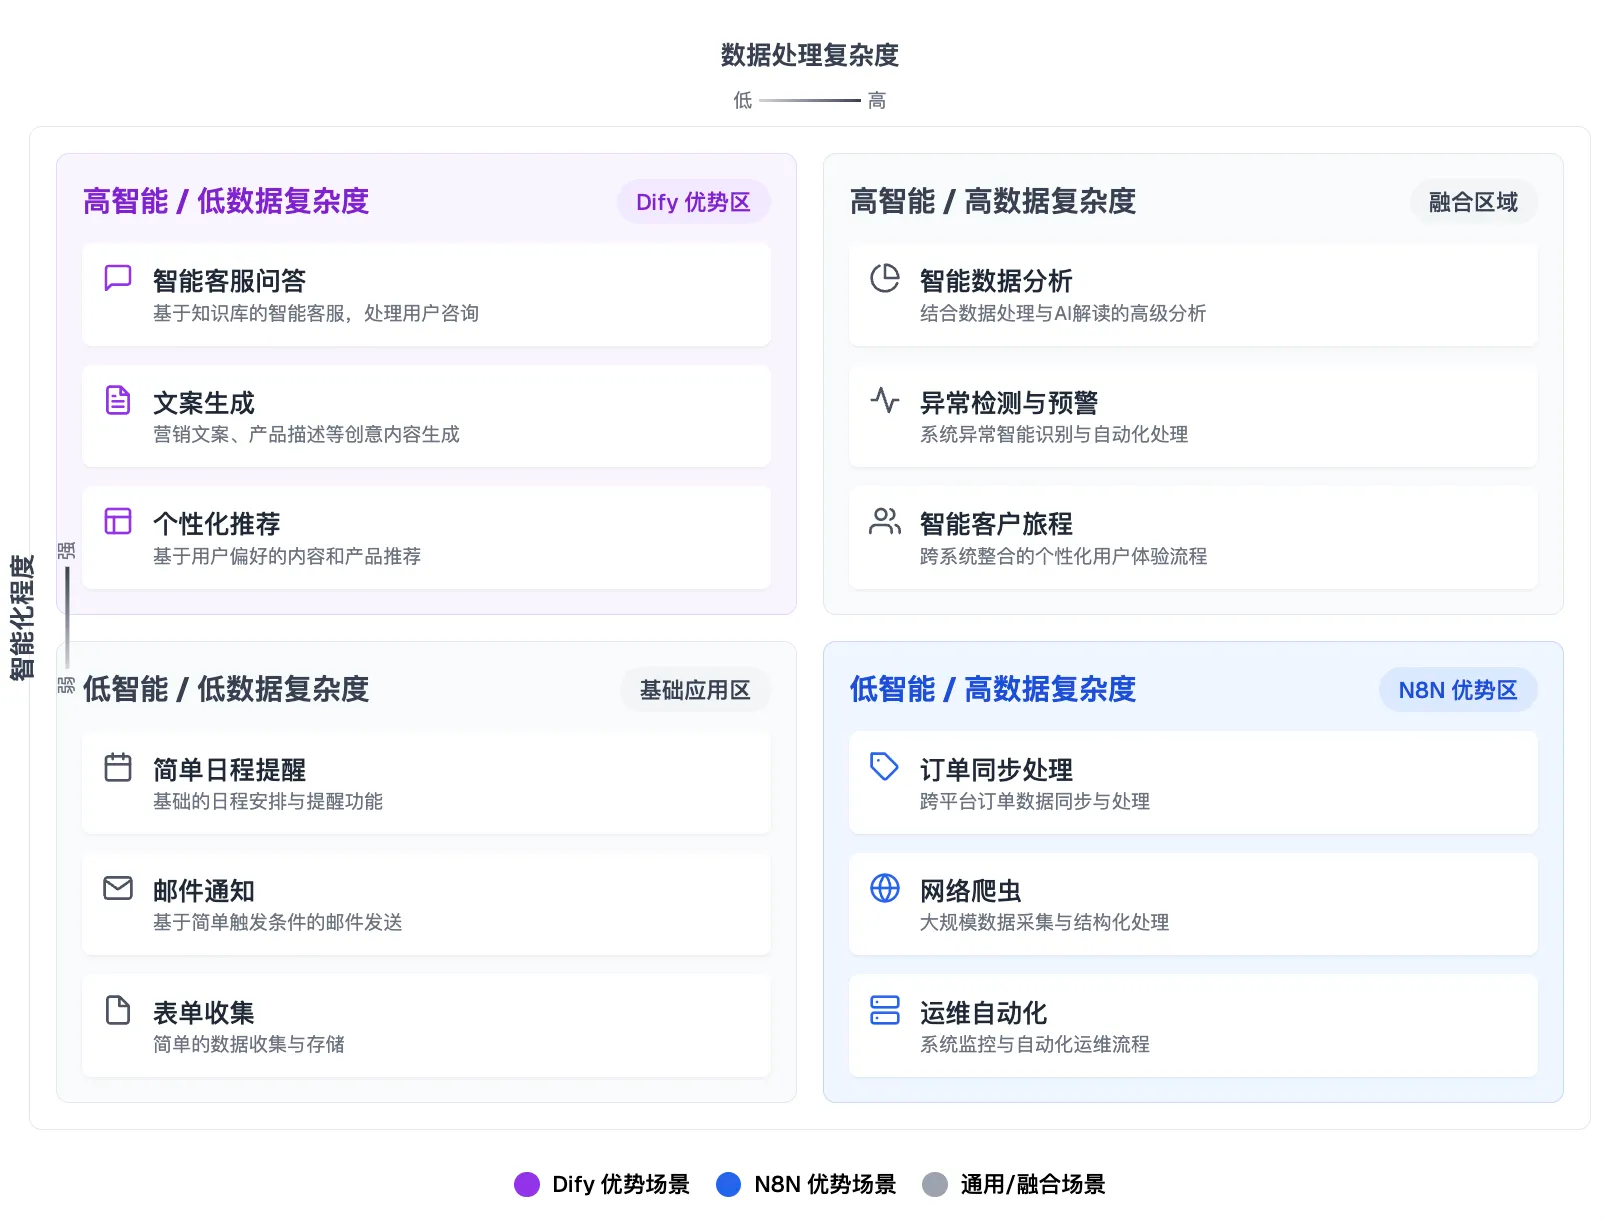 数据处理复杂度
低 高
智能化程度
强
弱
高智能 / 低数据复杂度
Dify 优势区
智能客服问答
基于知识库的智能客服，处理用户咨询
文案生成
营销文案、产品描述等创意内容生成
个性化推荐
基于用户偏好的内容和产品推荐
高智能 / 高数据复杂度
融合区域
智能数据分析
结合数据处理与AI解读的高级分析
异常检测与预警
系统异常智能识别与自动化处理
智能客户旅程
跨系统整合的个性化用户体验流程
低智能 / 低数据复杂度
基础应用区
简单日程提醒
基础的日程安排与提醒功能
邮件通知
基于简单触发条件的邮件发送
表单收集
简单的数据收集与存储
低智能 / 高数据复杂度
N8N 优势区
订单同步处理
跨平台订单数据同步与处理
网络爬虫
大规模数据采集与结构化处理
运维自动化
系统监控与自动化运维流程
Dify 优势场景
N8N 优势场景
通用/融合场景